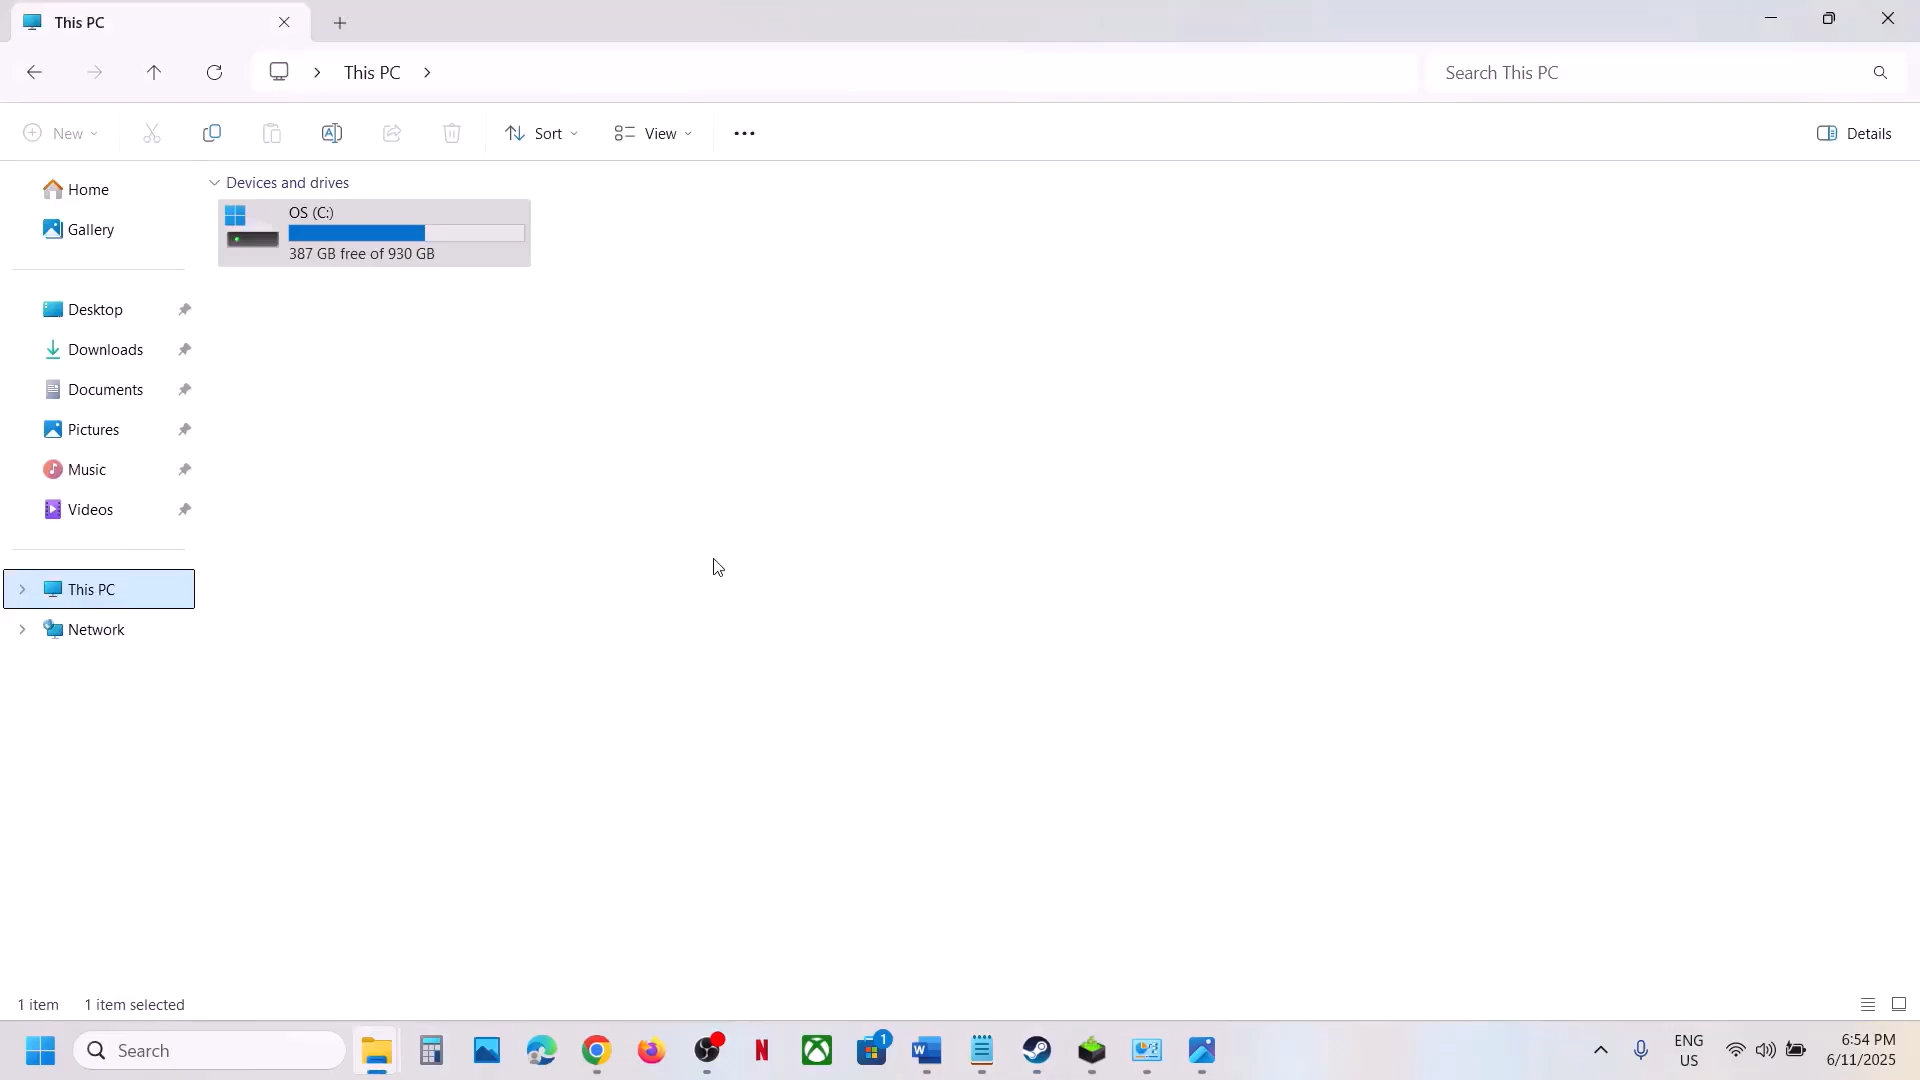 This PC
This PC
Search This PC
New
Sort
View
Details
Home
Gallery
Desktop
Downloads
Documents
Pictures
Music
Videos
This PC
Network
Devices and drives
OS (C:)
387 GB free of 930 GB
1 item
1 item selected
Search
N
1
W
ENG
US
6:54 PM
6/11/2025